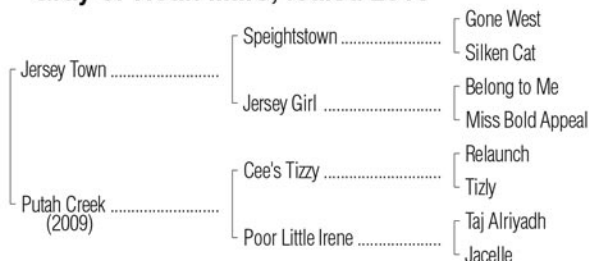 Gone West
Speightstown
Silken Cat
Jersey Town
Belong to Me
Jersey Girl
Miss Bold Appeal
Relaunch
Cee's Tizzy
Tizly
Putah Creek
(2009)
Taj Alriyadh
Poor Little Irene
Jacelle